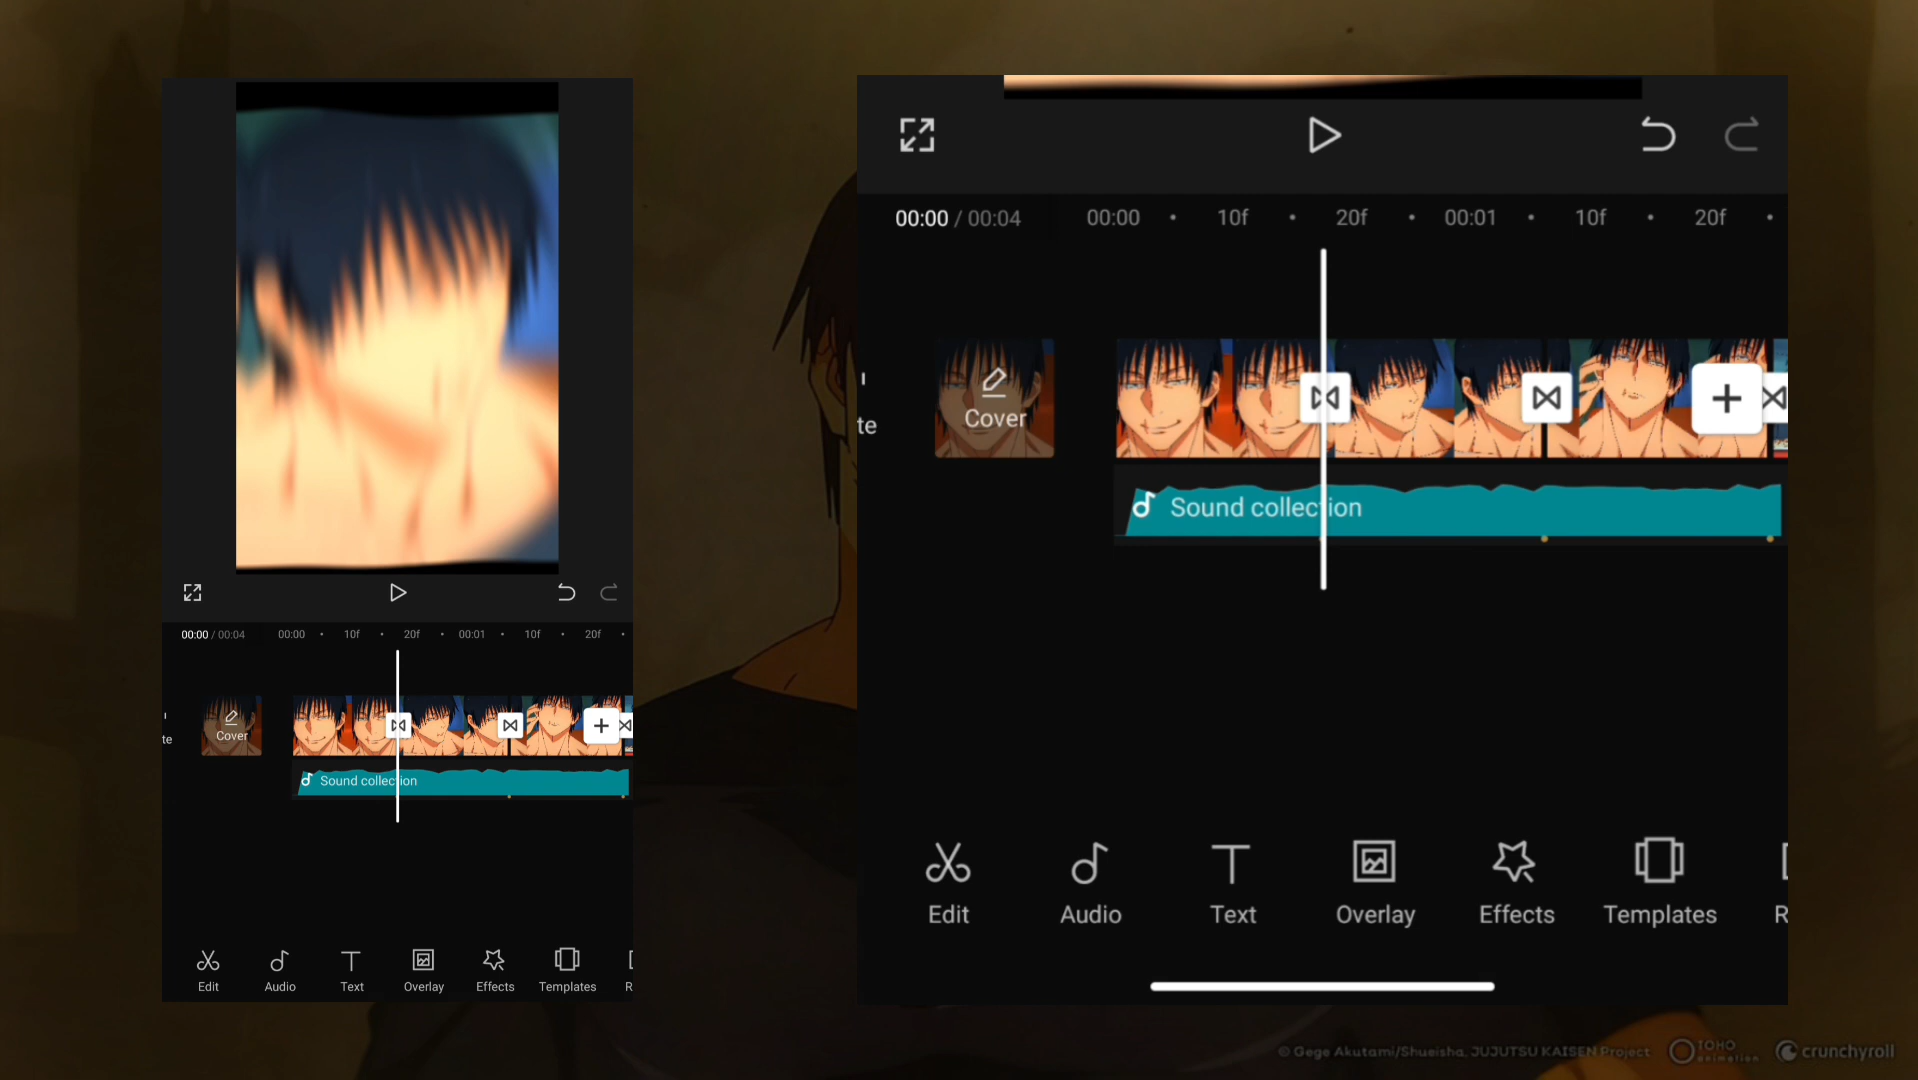 00:00 / 00:04 00:00 10f 20f 00:01 10f 20f
te
Cover
Sound collection
Edit Audio Text Overlay Effects Templates R
00:00 / 00:04 00:00 10f 20f 00:01 10f 20f
te
Cover
Sound collection
Edit Audio Text Overlay Effects Templates R
© Gege Akutami/Shueisha, JUJUTSU KAISEN Project TOHO animation crunchyroll